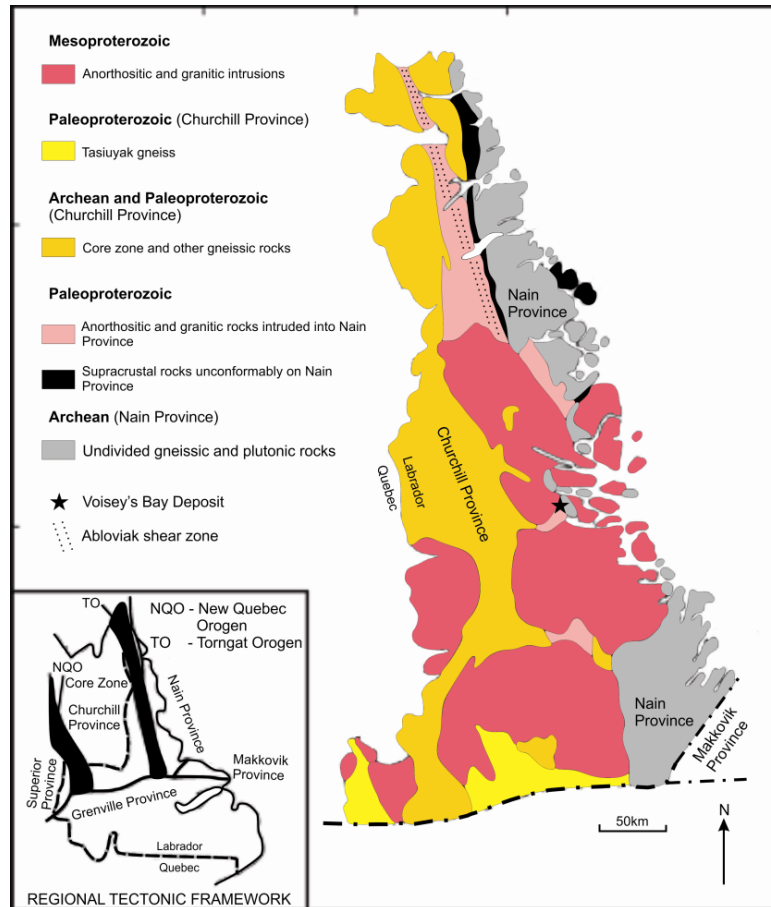 Mesoproterozoic
Anorthositic and granitic intrusions
Paleoproterozoic (Churchill Province)
Tasiuyak gneiss
Archean and Paleoproterozoic
(Churchill Province)
Core zone and other gneissic rocks
Paleoproterozoic
Anorthositic and granitic rocks intruded into Nain
Province
Supracrustal rocks unconformably on Nain
Province
Archean (Nain Province)
Undivided gneissic and plutonic rocks
Voisey's Bay Deposit
Abloviak shear zone
Nain
Province
Churchill Province
Labrador
Quebec
Nain
Province
Makkovik
Province
50km
N
TO
NQO - New Quebec
Orogen
TO - Torngat Orogen
NQO
Core Zone
Churchill
Province
Nain Province
Superior
Province
Makkovik
Province
Grenville Province
Labrador
Quebec
REGIONAL TECTONIC FRAMEWORK